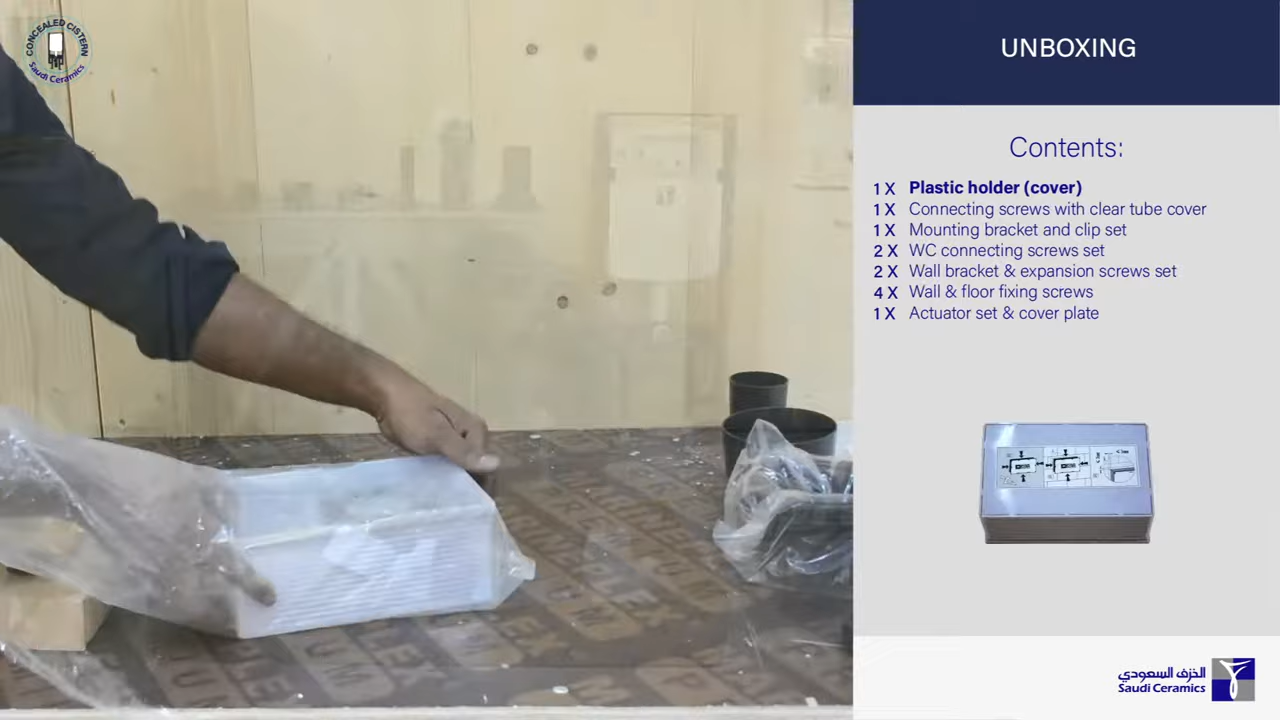 CONCEALED CISTERN
Saudi Ceramics
UNBOXING
Contents:
1 X Plastic holder (cover)
1 X Connecting screws with clear tube cover
1 X Mounting bracket and clip set
2 X WC connecting screws set
2 X Wall bracket & expansion screws set
4 X Wall & floor fixing screws
1 X Actuator set & cover plate
الخزف السعودي
Saudi Ceramics